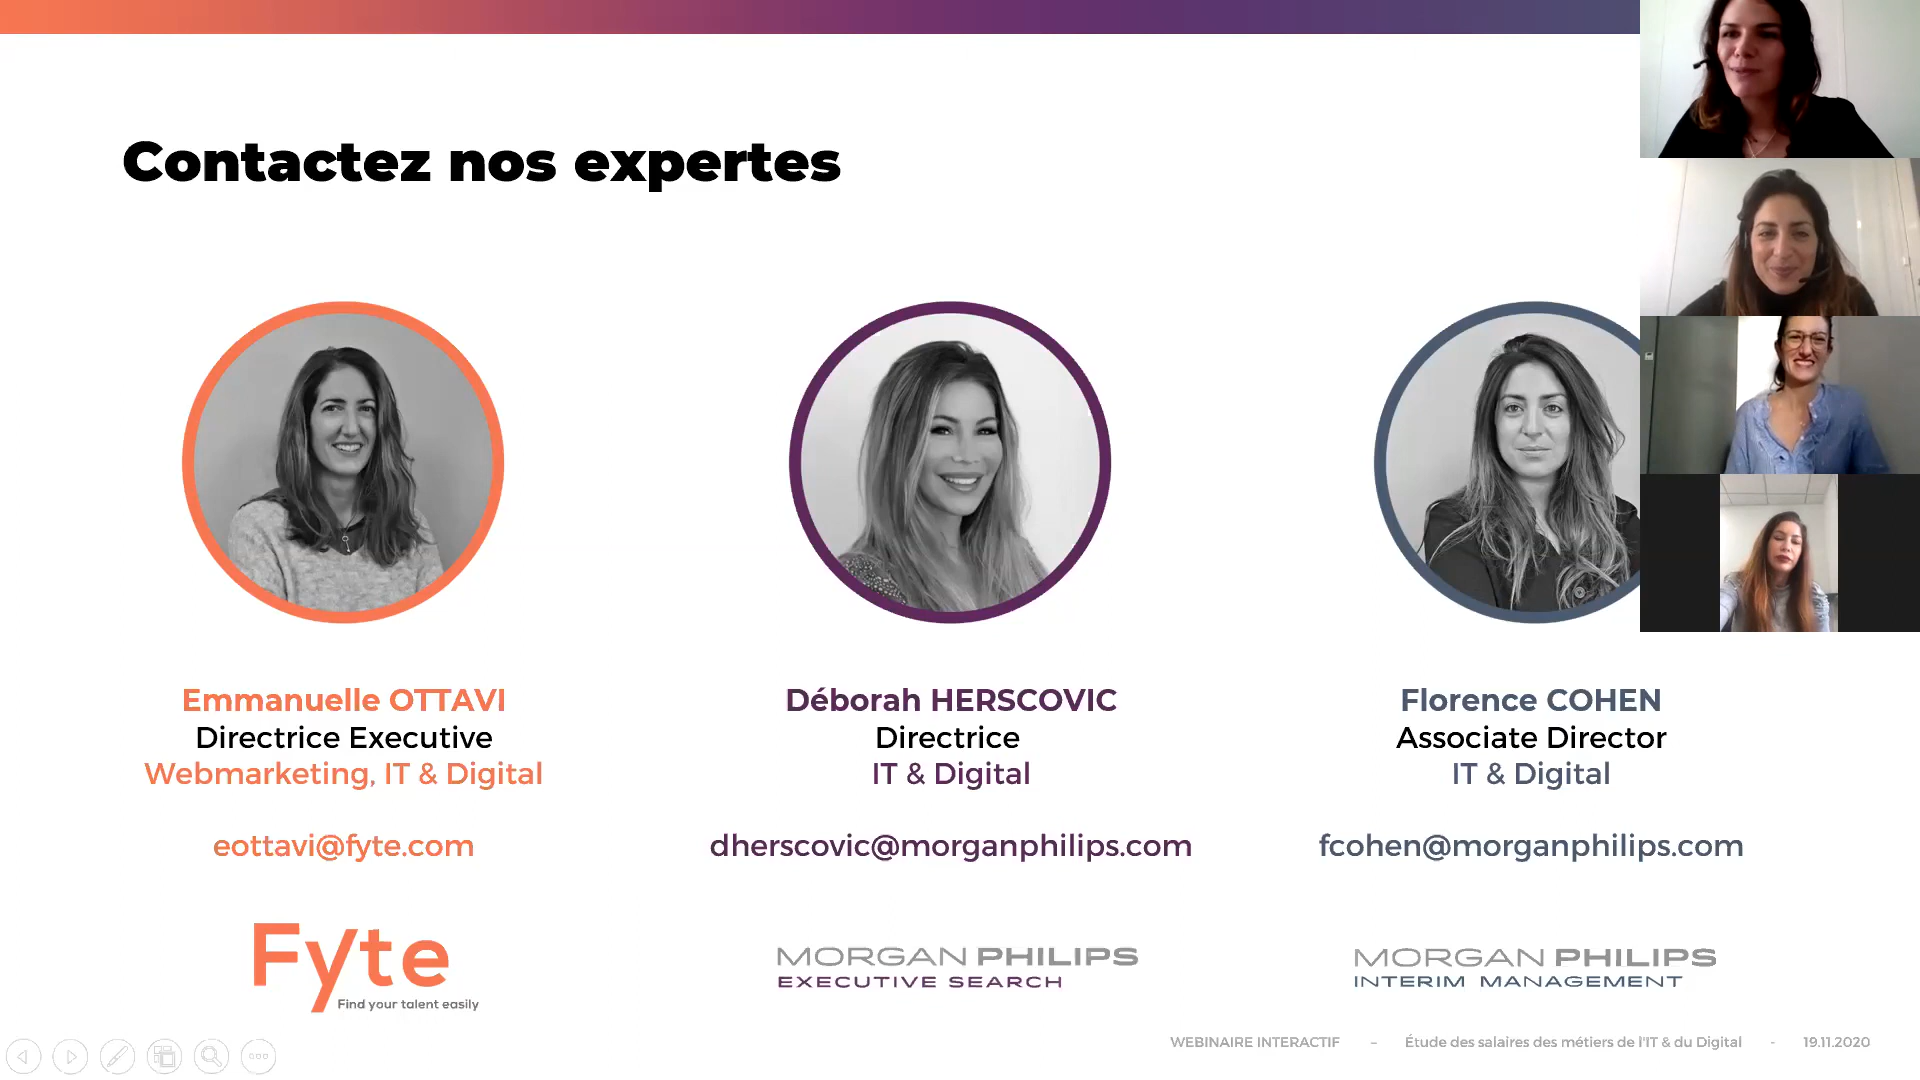 Contactez nos expertes
Emmanuelle OTTAVI
Directrice Executive
Webmarketing, IT & Digital
eottavi@fyte.com
Fyte
Find your talent easily
Déborah HERSCOVIC
Directrice
IT & Digital
dherscovic@morganphilips.com
MORGAN PHILIPS
EXECUTIVE SEARCH
Florence COHEN
Associate Director
IT & Digital
fcohen@morganphilips.com
MORGAN PHILIPS
INTERIM MANAGEMENT
WEBINAIRE INTERACTIF - Étude des salaires des métiers de l'IT & du Digital - 19.11.2020